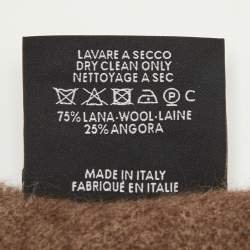 LAVARE A SECCO
DRY CLEAN ONLY
NETTOYAGE A SEC
P C
75% LANA-WOOL-LAINE
25% ANGORA
MADE IN ITALY
FABRIQUÉ EN ITALIE